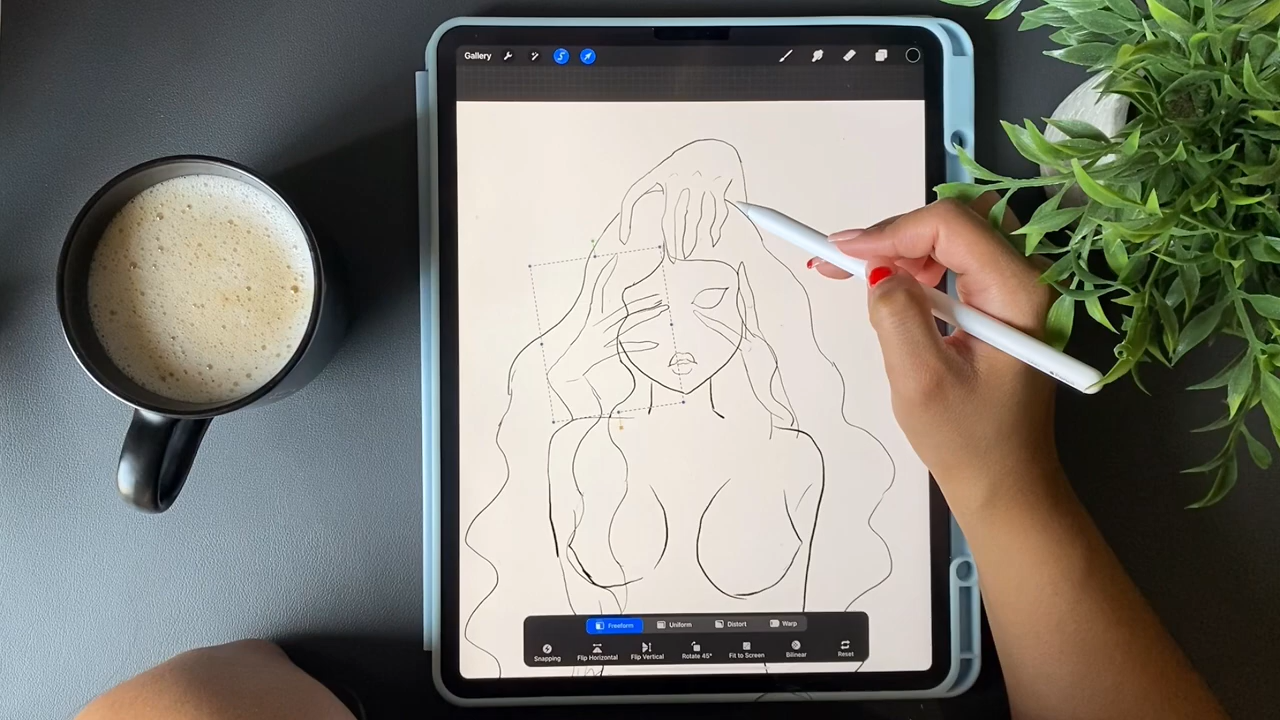 Gallery
Freeform Uniform Distort Warp
Snapping Flip Horizontal Flip Vertical Rotate 45° Fit to Screen Bilinear Reset